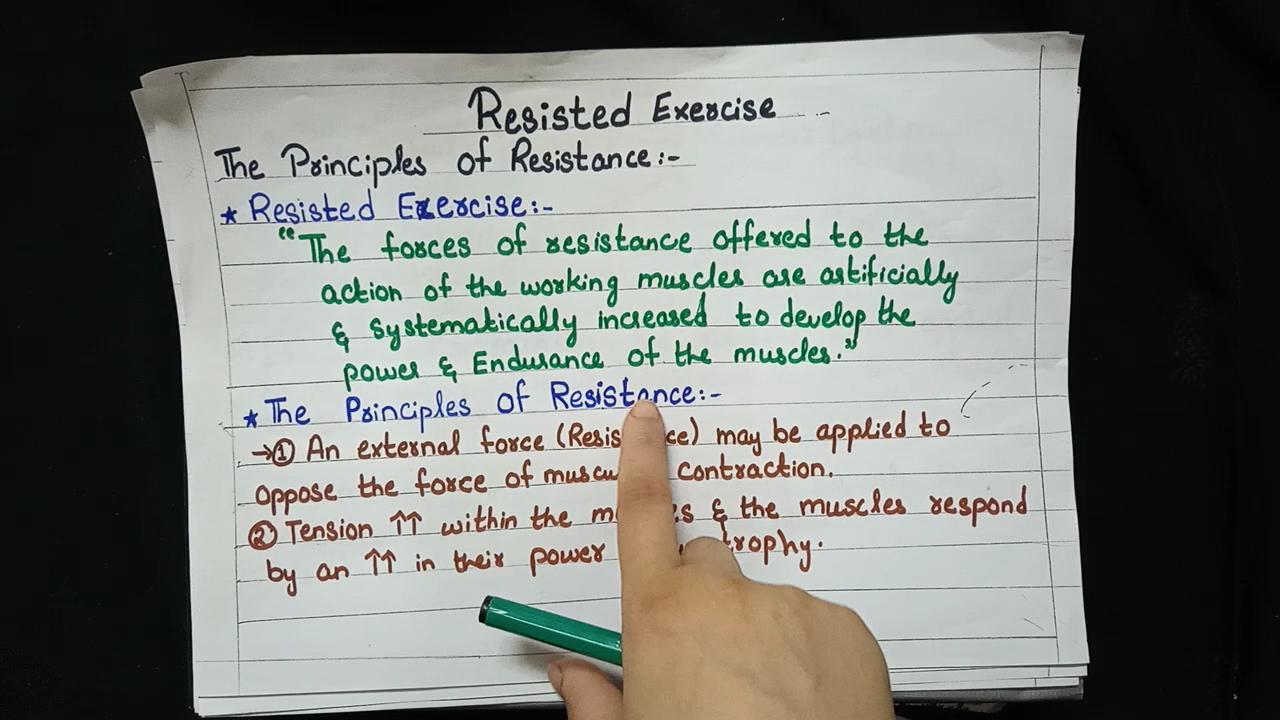 Resisted Exercise
The Principles of Resistance:-
* Resisted Exercise:-
"The forces of resistance offered to the
action of the working muscles are artificially
& systematically increased to develop the
power & Endurance of the muscles."
* The Principles of Resistance:-
→① An external force (Resis ce) may be applied to
oppose the force of muscu contraction.
② Tension ↑↑ within the m s & the muscles respond
by an ↑↑ in their power trophy.